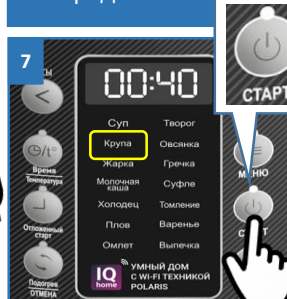 7
СТАРТ
00:40
Суп Творог
Крупа Овсянка
Жарка Гречка
Молочная каша Суфле
Холодец Томление
Плов Варенье
Омлет Выпечка
t°
Время
Температура
МЕНЮ
Отложенный
старт
Подогрев
ОТМЕНА
IQ
home
УМНЫЙ ДОМ
С WI-FI ТЕХНИКОЙ
POLARIS